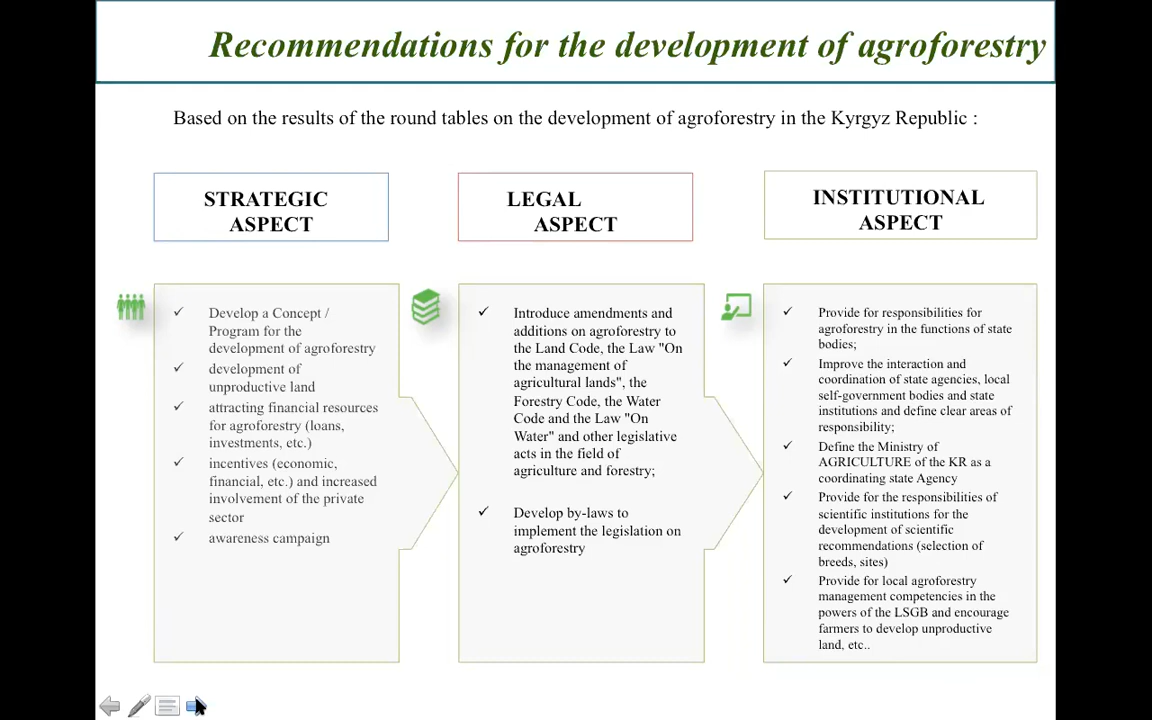 Recommendations for the development of agroforestry
Based on the results of the round tables on the development of agroforestry in the Kyrgyz Republic :
STRATEGIC
ASPECT
LEGAL
ASPECT
INSTITUTIONAL
ASPECT
✓ Develop a Concept /
Program for the
development of agroforestry
✓ development of
unproductive land
✓ attracting financial resources
for agroforestry (loans,
investments, etc.)
✓ incentives (economic,
financial, etc.) and increased
involvement of the private
sector
✓ awareness campaign
✓ Introduce amendments and
additions on agroforestry to
the Land Code, the Law "On
the management of
agricultural lands", the
Forestry Code, the Water
Code and the Law "On
Water" and other legislative
acts in the field of
agriculture and forestry;
✓ Develop by-laws to
implement the legislation on
agroforestry
✓ Provide for responsibilities for
agroforestry in the functions of state
bodies;
✓ Improve the interaction and
coordination of state agencies, local
self-government bodies and state
institutions and define clear areas of
responsibility;
✓ Define the Ministry of
AGRICULTURE of the KR as a
coordinating state Agency
✓ Provide for the responsibilities of
scientific institutions for the
development of scientific
recommendations (selection of
breeds, sites)
✓ Provide for local agroforestry
management competencies in the
powers of the LSGB and encourage
farmers to develop unproductive
land, etc..